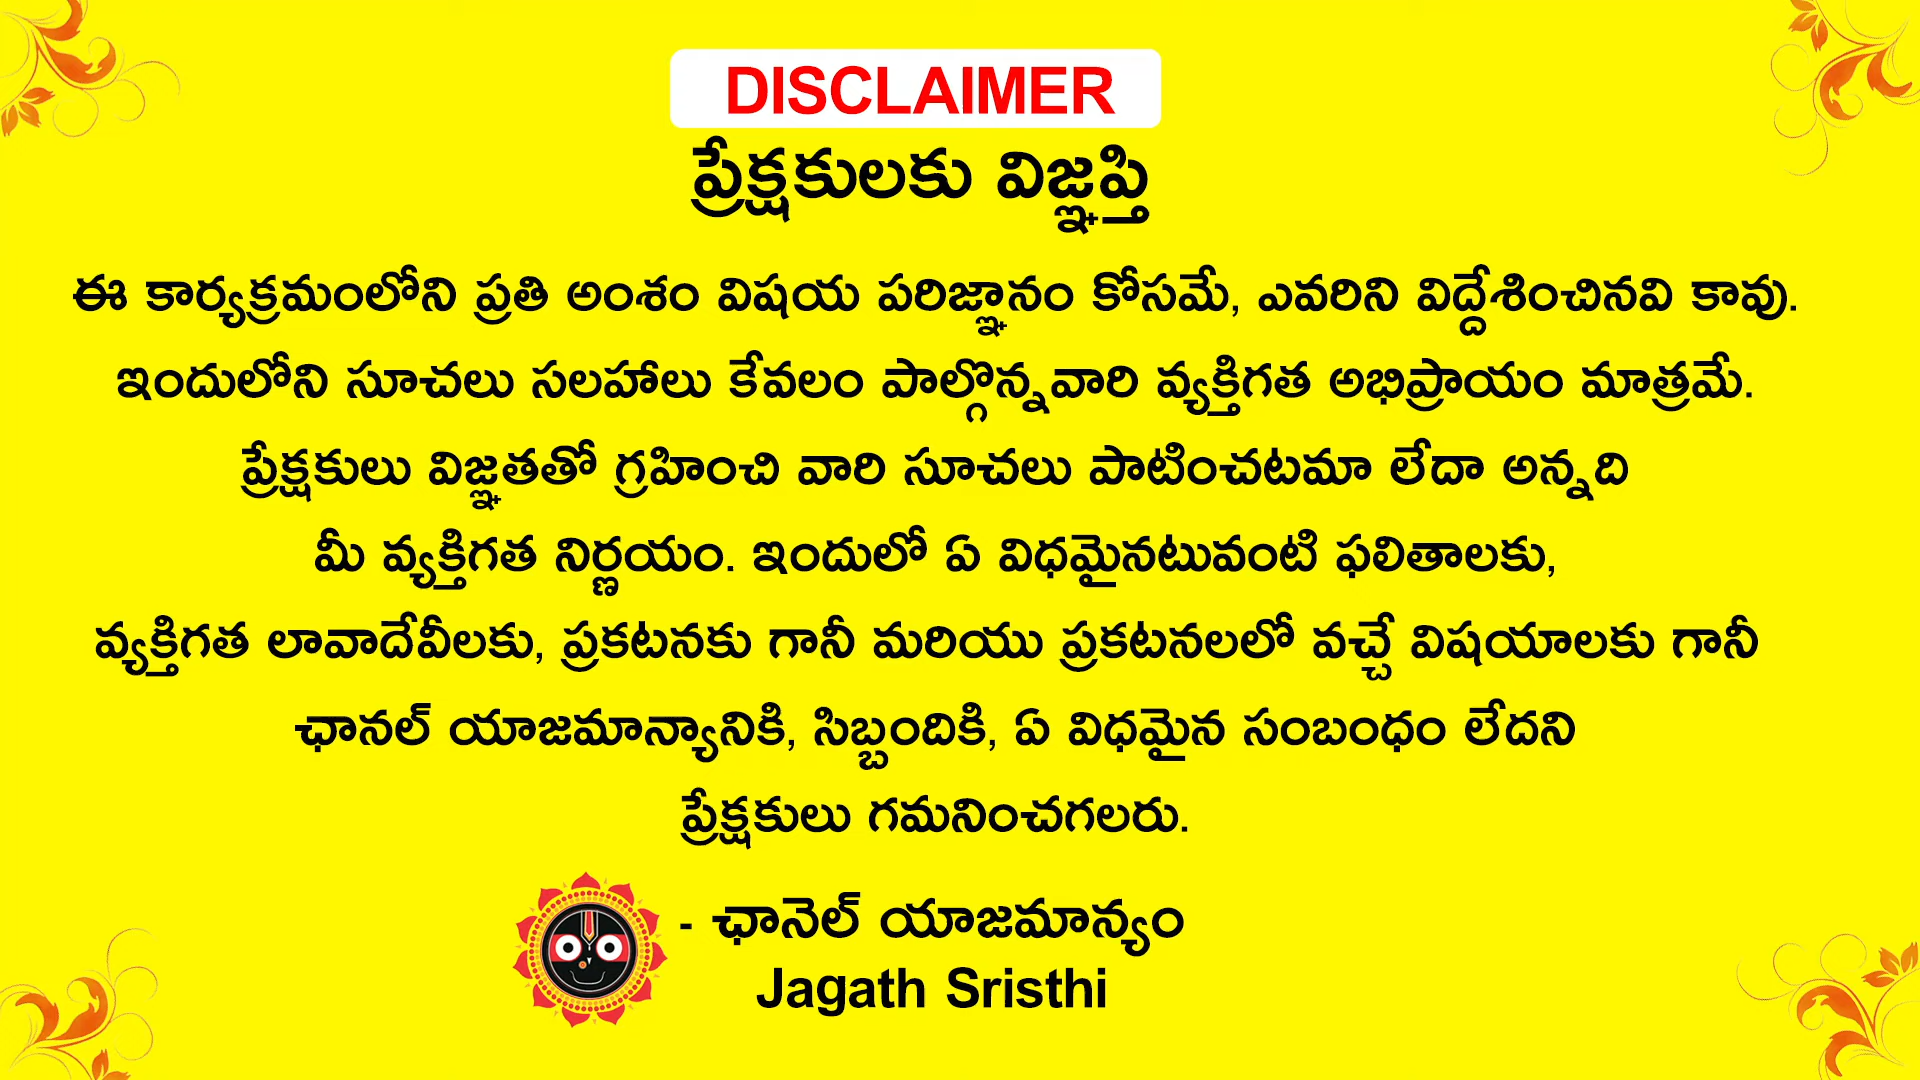 DISCLAIMER
ప్రేక్షకులకు విజ్ఞప్తి
ఈ కార్యక్రమంలోని ప్రతి అంశం విషయ పరిజ్ఞానం కోసమే, ఎవరిని విద్దేశించినవి కావు.
ఇందులోని సూచలు సలహాలు కేవలం పాల్గొన్నవారి వ్యక్తిగత అభిప్రాయం మాత్రమే.
ప్రేక్షకులు విజ్ఞతతో గ్రహించి వారి సూచలు పాటించటమా లేదా అన్నది
మీ వ్యక్తిగత నిర్ణయం. ఇందులో ఏ విధమైనటువంటి ఫలితాలకు,
వ్యక్తిగత లావాదేవీలకు, ప్రకటనకు గానీ మరియు ప్రకటనలలో వచ్చే విషయాలకు గానీ
ఛానల్ యాజమాన్యానికి, సిబ్బందికి, ఏ విధమైన సంబంధం లేదని
ప్రేక్షకులు గమనించగలరు.
- ఛానెల్ యాజమాన్యం
Jagath Sristhi